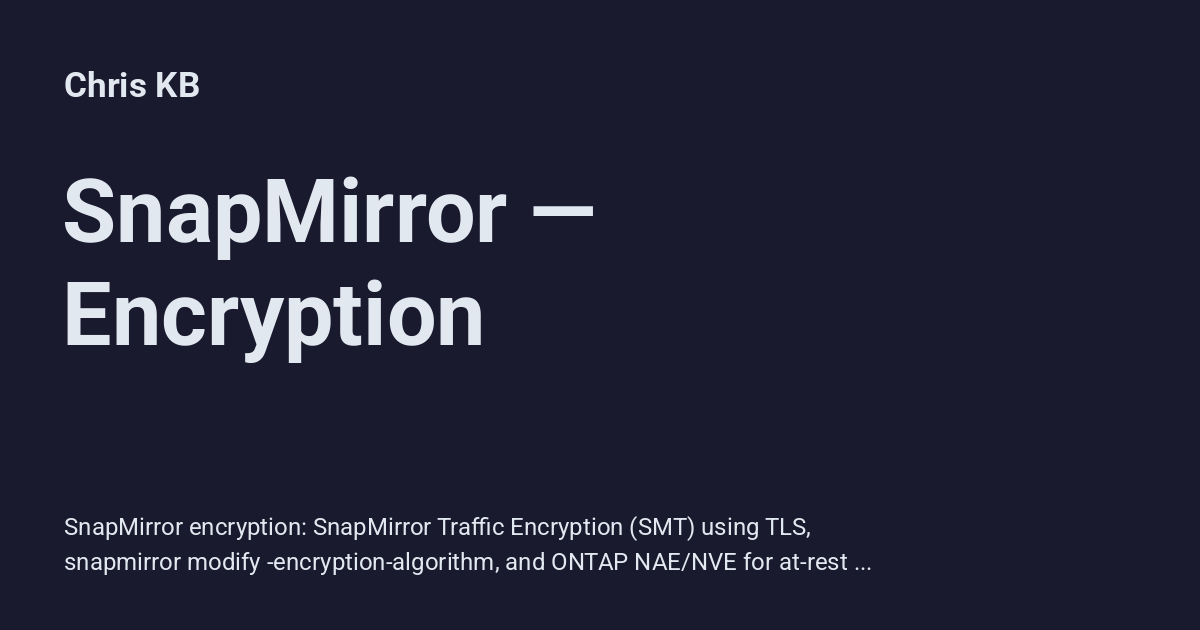 Chris KB
SnapMirror —
Encryption
SnapMirror encryption: SnapMirror Traffic Encryption (SMT) using TLS,
snapmirror modify -encryption-algorithm, and ONTAP NAE/NVE for at-rest ...